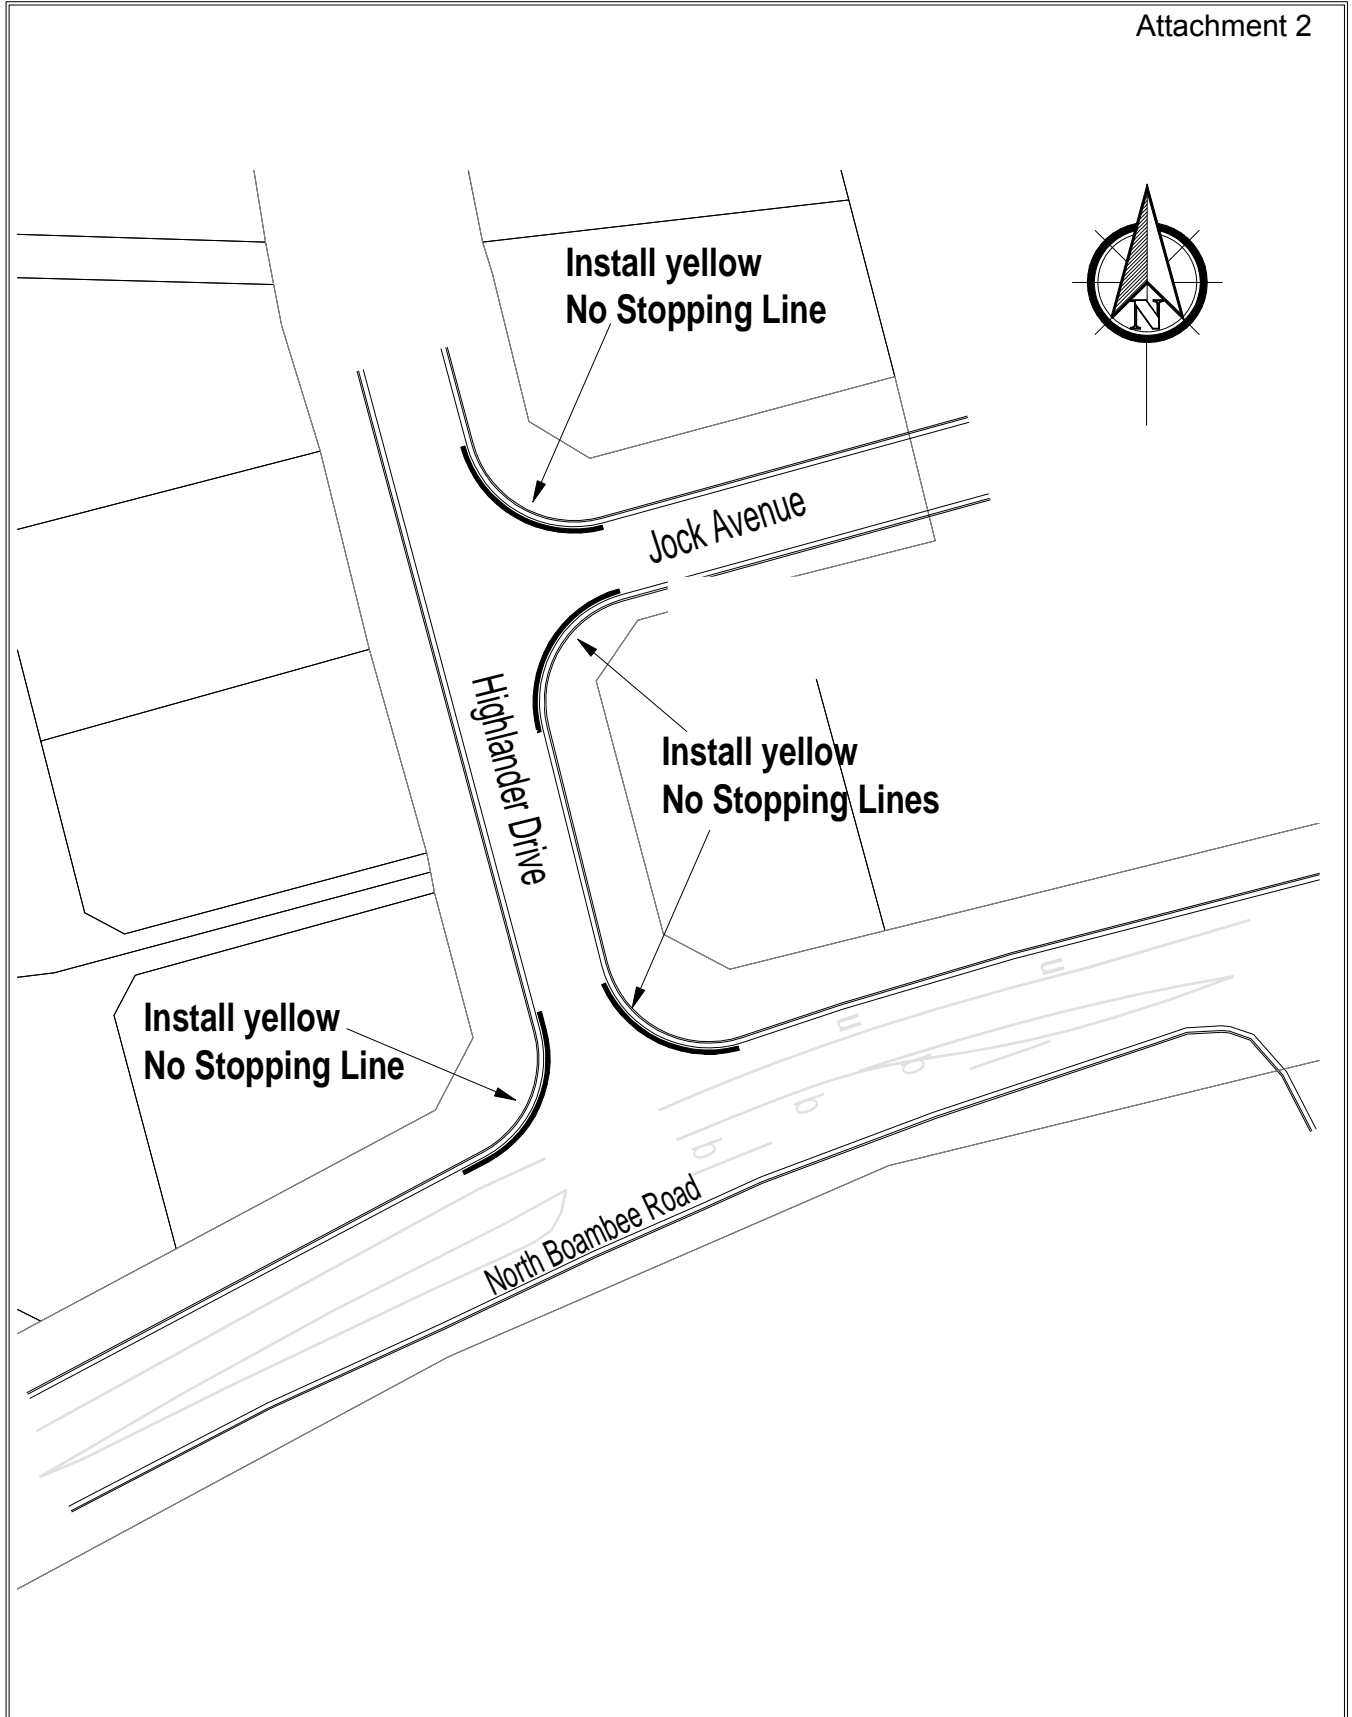 Attachment 2
Install yellow
No Stopping Line
N
Jock Avenue
Highlander Drive
Install yellow
No Stopping Lines
Install yellow
No Stopping Line
North Boambee Road